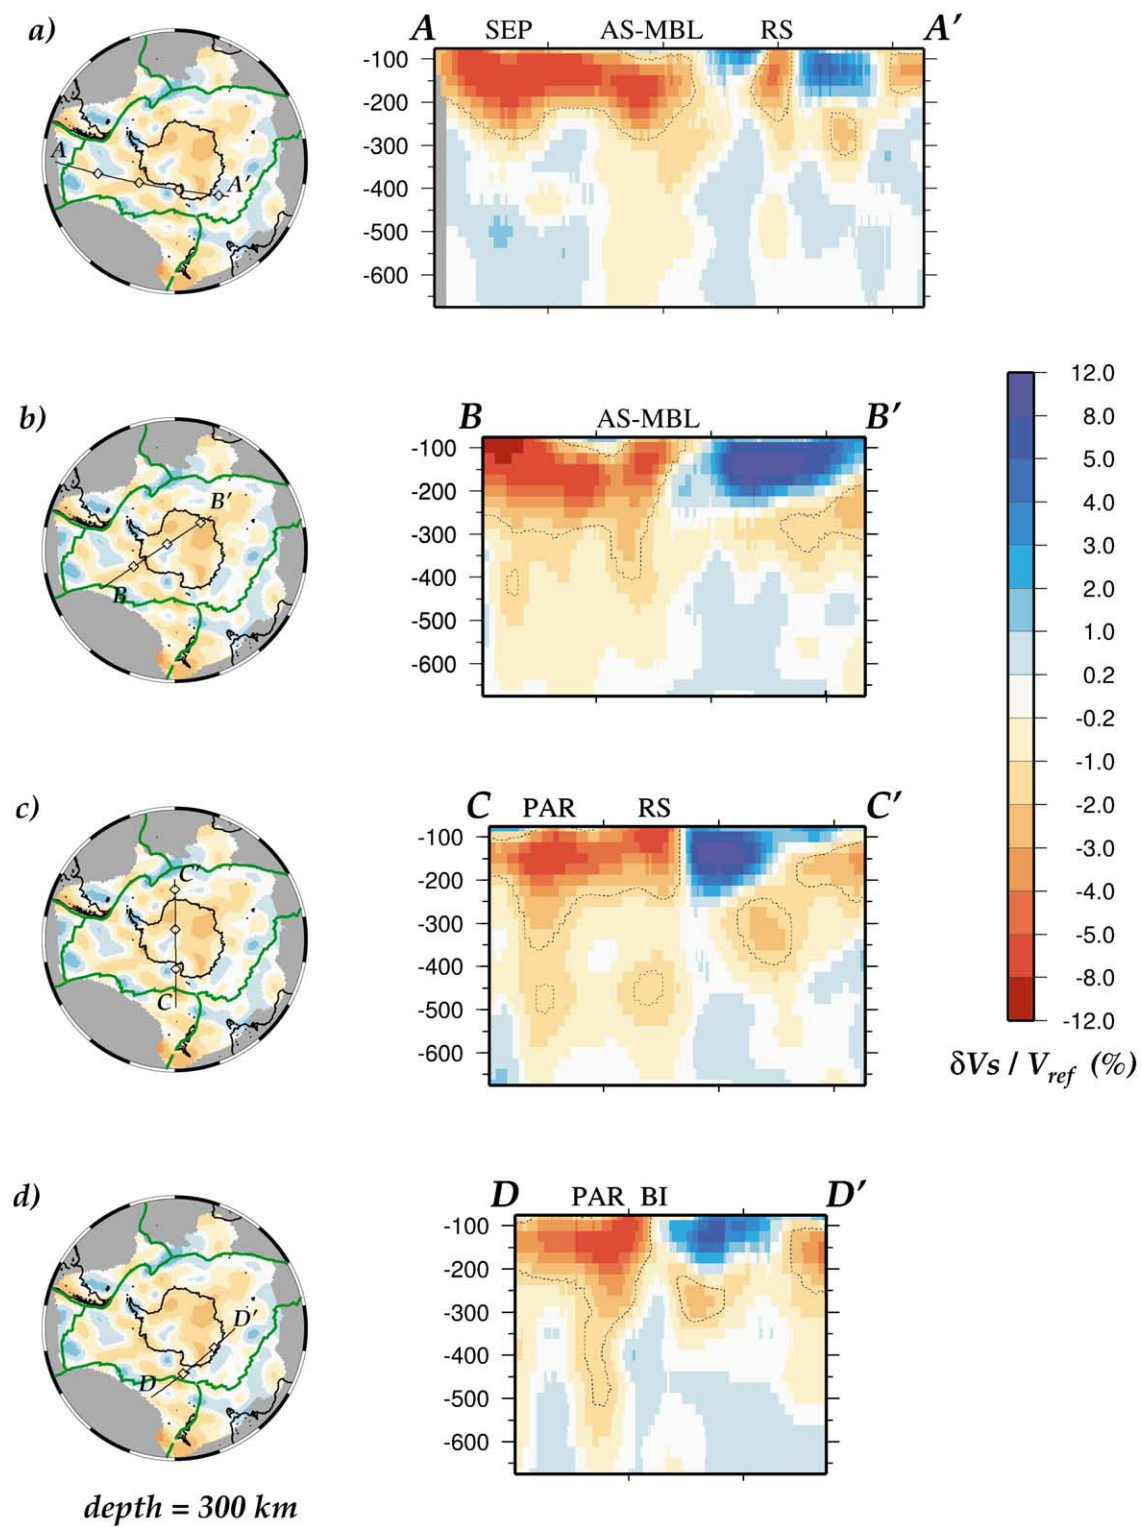 a)
A SEP AS-MBL RS A'
-100
-200
-300
-400
-500
-600
A
A'
b)
B AS-MBL B'
-100
-200
-300
-400
-500
-600
B'
B
12.0
8.0
5.0
4.0
3.0
2.0
1.0
0.2
-0.2
-1.0
-2.0
-3.0
-4.0
-5.0
-8.0
-12.0
δVs / Vref (%)
c)
C PAR RS C'
-100
-200
-300
-400
-500
-600
C'
C
d)
D PAR BI D'
-100
-200
-300
-400
-500
-600
D'
D
depth = 300 km